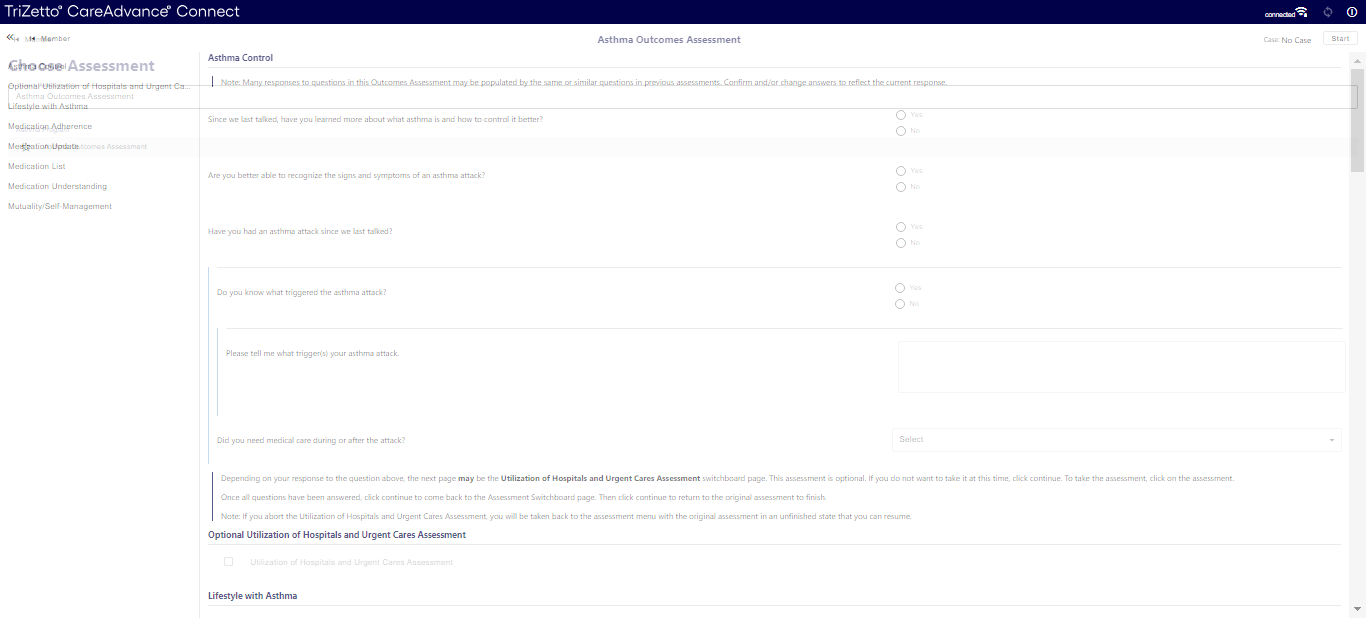 TriZetto® CareAdvance® Connect
connected
Member
Asthma Outcomes Assessment
Case: No Case
Start
Choose Assessment
Asthma Control
Optional Utilization of Hospitals and Urgent Ca...
Asthma Outcomes Assessment
Lifestyle with Asthma
Medication Adherence
Medication Update
Outcomes Assessment
Medication List
Medication Understanding
Mutuality/Self-Management
Asthma Control
Note: Many responses to questions in this Outcomes Assessment may be populated by the same or similar questions in previous assessments. Confirm and/or change answers to reflect the current response.
Since we last talked, have you learned more about what asthma is and how to control it better?
Yes
No
Are you better able to recognize the signs and symptoms of an asthma attack?
Yes
No
Have you had an asthma attack since we last talked?
Yes
No
Do you know what triggered the asthma attack?
Yes
No
Please tell me what trigger(s) your asthma attack.
Did you need medical care during or after the attack?
Select
Depending on your response to the question above, the next page may be the Utilization of Hospitals and Urgent Cares Assessment switchboard page. This assessment is optional. If you do not want to take it at this time, click continue. To take the assessment, click on the assessment.
Once all questions have been answered, click continue to come back to the Assessment Switchboard page. Then click continue to return to the original assessment to finish.
Note: If you abort the Utilization of Hospitals and Urgent Cares Assessment, you will be taken back to the assessment menu with the original assessment in an unfinished state that you can resume.
Optional Utilization of Hospitals and Urgent Cares Assessment
Utilization of Hospitals and Urgent Cares Assessment
Lifestyle with Asthma